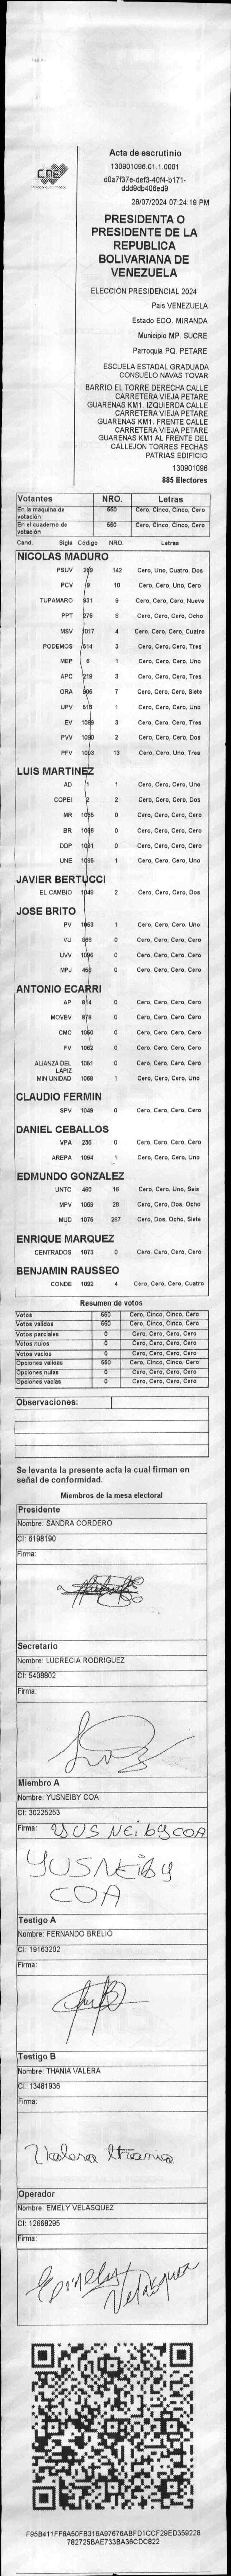 CNE
Acta de escrutinio
130901096.01.1.0001
d0a7f37e-def3-40f4-b171-
ddd9db406ed9
28/07/2024 07:24:19 PM
PRESIDENTA O
PRESIDENTE DE LA
REPUBLICA
BOLIVARIANA DE
VENEZUELA
ELECCIÓN PRESIDENCIAL 2024
País VENEZUELA
Estado EDO. MIRANDA
Municipio MP. SUCRE
Parroquia PQ. PETARE
ESCUELA ESTADAL GRADUADA
CONSUELO NAVAS TOVAR
BARRIO EL TORRE DERECHA CALLE
CARRETERA VIEJA PETARE
GUARENAS KM1. IZQUIERDA CALLE
CARRETERA VIEJA PETARE
GUARENAS KM1. FRENTE CALLE
CARRETERA VIEJA PETARE
GUARENAS KM1 AL FRENTE DEL
CALLEJON TORRES FECHAS
PATRIAS EDIFICIO
130901096
885 Electores
Votantes NRO. Letras
En la máquina de votación 550 Cero, Cinco, Cinco, Cero
En el cuaderno de votación 550 Cero, Cinco, Cinco, Cero
Cand. Sigla Código NRO. Letras
NICOLAS MADURO
PSUV 269 142 Cero, Uno, Cuatro, Dos
PCV 9 10 Cero, Cero, Uno, Cero
TUPAMARO 931 9 Cero, Cero, Cero, Nueve
PPT 276 8 Cero, Cero, Cero, Ocho
MSV 1017 4 Cero, Cero, Cero, Cuatro
PODEMOS 614 3 Cero, Cero, Cero, Tres
MEP 6 1 Cero, Cero, Cero, Uno
APC 219 3 Cero, Cero, Cero, Tres
ORA 906 7 Cero, Cero, Cero, Siete
UPV 613 1 Cero, Cero, Cero, Uno
EV 1089 3 Cero, Cero, Cero, Tres
PVV 1090 2 Cero, Cero, Cero, Dos
PFV 1093 13 Cero, Cero, Uno, Tres
LUIS MARTINEZ
AD 1 1 Cero, Cero, Cero, Uno
COPEI 2 2 Cero, Cero, Cero, Dos
MR 1055 0 Cero, Cero, Cero, Cero
BR 1066 0 Cero, Cero, Cero, Cero
DDP 1091 0 Cero, Cero, Cero, Cero
UNE 1095 1 Cero, Cero, Cero, Uno
JAVIER BERTUCCI
EL CAMBIO 1048 2 Cero, Cero, Cero, Dos
JOSE BRITO
PV 1053 1 Cero, Cero, Cero, Uno
VU 868 0 Cero, Cero, Cero, Cero
UVV 1096 0 Cero, Cero, Cero, Cero
MPJ 458 0 Cero, Cero, Cero, Cero
ANTONIO ECARRI
AP 814 0 Cero, Cero, Cero, Cero
MOVEV 978 0 Cero, Cero, Cero, Cero
CMC 1060 0 Cero, Cero, Cero, Cero
FV 1062 0 Cero, Cero, Cero, Cero
ALIANZA DEL LAPIZ 1051 0 Cero, Cero, Cero, Cero
MIN UNIDAD 1068 1 Cero, Cero, Cero, Uno
CLAUDIO FERMIN
SPV 1049 0 Cero, Cero, Cero, Cero
DANIEL CEBALLOS
VPA 236 0 Cero, Cero, Cero, Cero
AREPA 1094 1 Cero, Cero, Cero, Uno
EDMUNDO GONZALEZ
UNTC 460 16 Cero, Cero, Uno, Seis
MPV 1069 28 Cero, Cero, Dos, Ocho
MUD 1075 287 Cero, Dos, Ocho, Siete
ENRIQUE MARQUEZ
CENTRADOS 1073 0 Cero, Cero, Cero, Cero
BENJAMIN RAUSSEO
CONDE 1092 4 Cero, Cero, Cero, Cuatro
Resumen de votos
Votos 550 Cero, Cinco, Cinco, Cero
Votos válidos 550 Cero, Cinco, Cinco, Cero
Votos parciales 0 Cero, Cero, Cero, Cero
Votos nulos 0 Cero, Cero, Cero, Cero
Votos vacíos 0 Cero, Cero, Cero, Cero
Opciones válidas 550 Cero, Cinco, Cinco, Cero
Opciones nulas 0 Cero, Cero, Cero, Cero
Opciones vacías 0 Cero, Cero, Cero, Cero
Observaciones:
Se levanta la presente acta la cual firman en
señal de conformidad.
Miembros de la mesa electoral
Presidente
Nombre: SANDRA CORDERO
CI: 6198190
Firma:
Secretario
Nombre: LUCRECIA RODRIGUEZ
CI: 5408802
Firma:
Miembro A
Nombre: YUSNEIBY COA
CI: 30225253
Firma: YUSNEiby COA
YUSNEiby
COA
Testigo A
Nombre: FERNANDO BRELIO
CI: 19163202
Firma:
Testigo B
Nombre: THANIA VALERA
CI: 13481936
Firma:
Valera Thania
Operador
Nombre: EMELY VELASQUEZ
CI: 12668295
Firma:
Emely Velasquez
F95B411FF8A50FB316A97676ABFD1CCF29ED359228
782725BAE733BA36CDC822